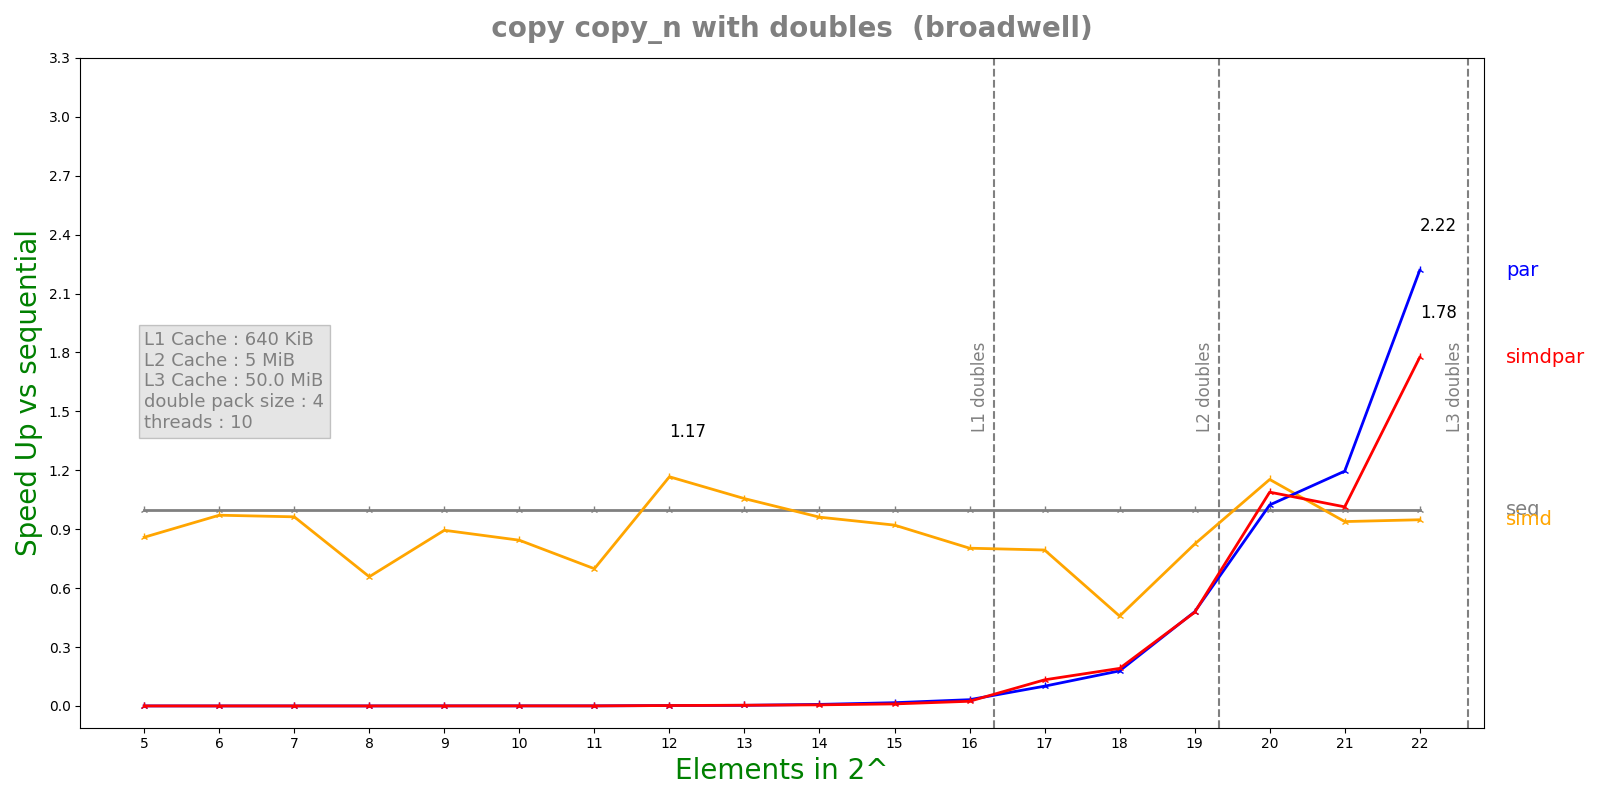 copy copy_n with doubles  (broadwell)
Speed Up vs sequential
3.3
3.0
2.7
2.4
2.1
1.8
1.5
1.2
0.9
0.6
0.3
0.0
L1 Cache : 640 KiB
L2 Cache : 5 MiB
L3 Cache : 50.0 MiB
double pack size : 4
threads : 10
1.17
2.22
1.78
L1 doubles
L2 doubles
L3 doubles
par
simdpar
seq
simd
5
6
7
8
9
10
11
12
13
14
15
16
17
18
19
20
21
22
Elements in 2^